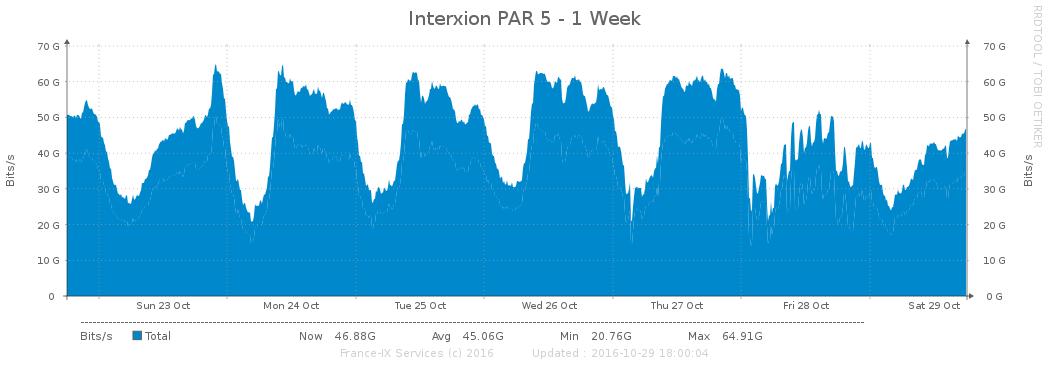 Interxion PAR 5 - 1 Week
RRDTOOL / TOBI OETIKER
Bits/s
70 G 70 G
60 G 60 G
50 G 50 G
40 G 40 G
30 G 30 G
20 G 20 G
10 G 10 G
0 0 G
Bits/s
Sun 23 Oct Mon 24 Oct Tue 25 Oct Wed 26 Oct Thu 27 Oct Fri 28 Oct Sat 29 Oct
Bits/s Total Now 46.88G Avg 45.06G Min 20.76G Max 64.91G
France-IX Services (c) 2016 Updated : 2016-10-29 18:00:04